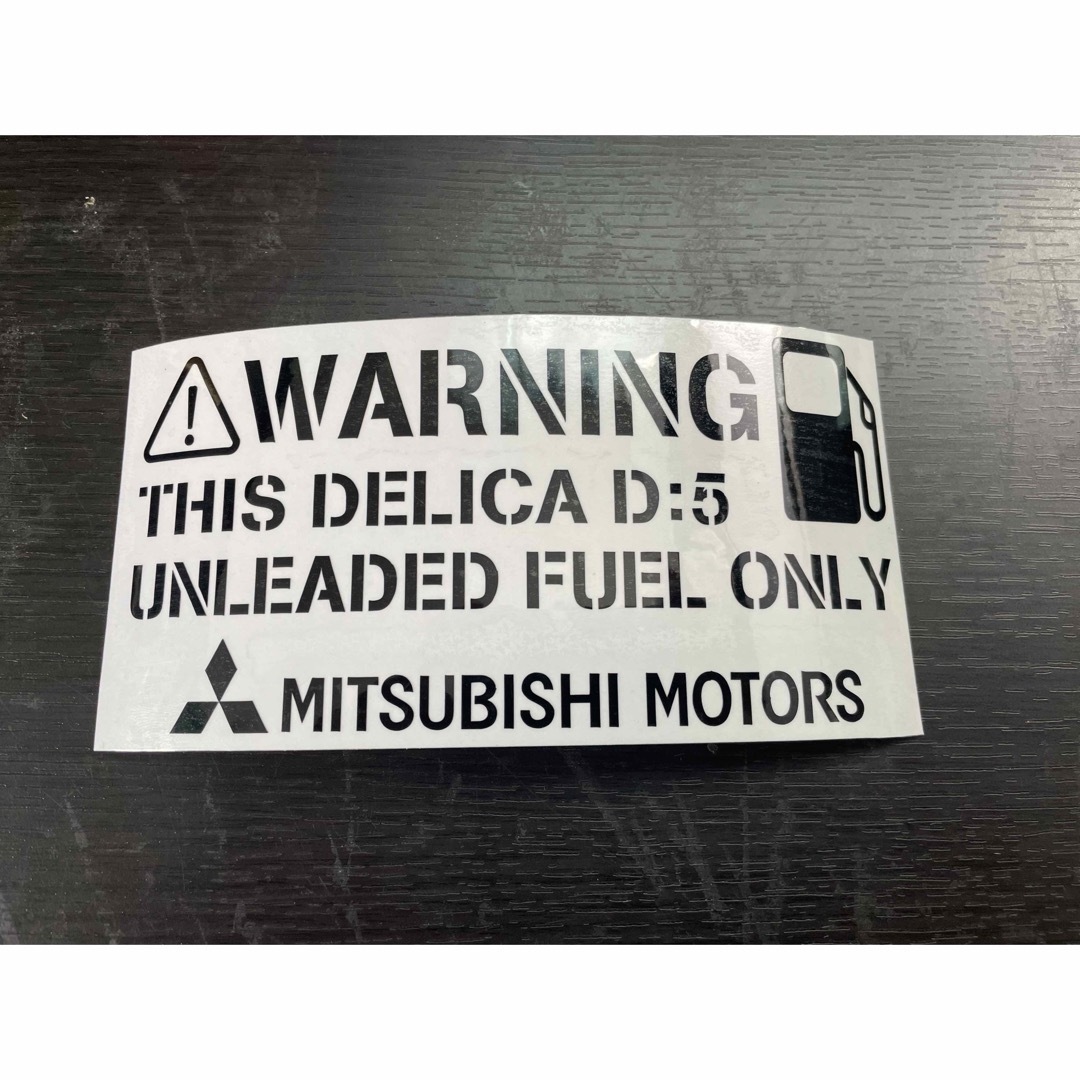 WARNING
THIS DELICA D:5
UNLEADED FUEL ONLY
MITSUBISHI MOTORS